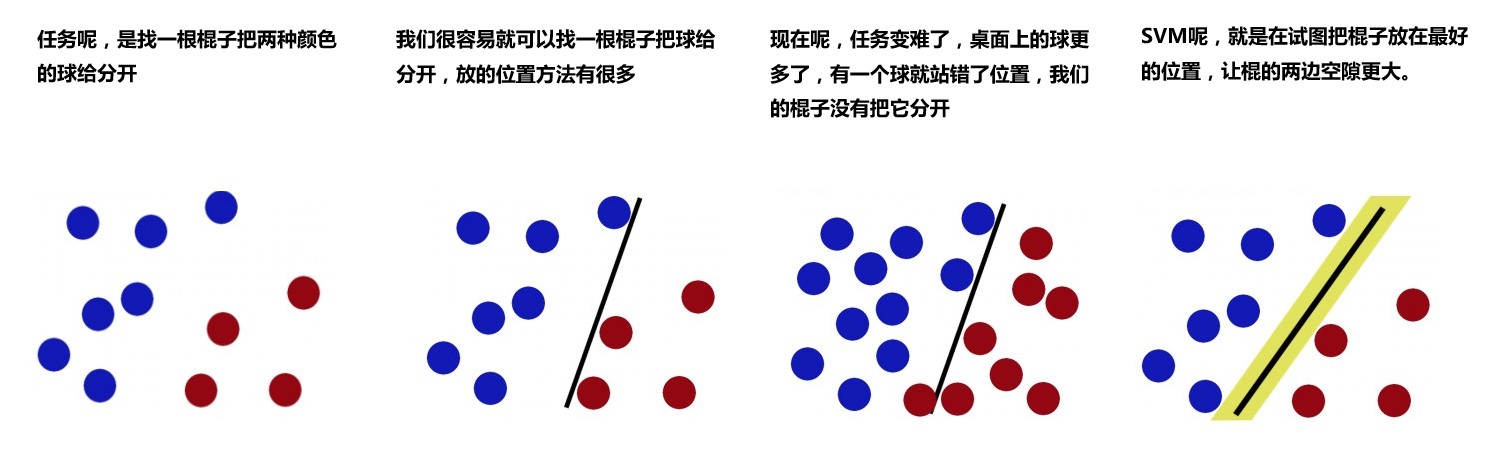 任务呢，是找一根棍子把两种颜色
的球给分开
我们很容易就可以找一根棍子把球给
分开，放的位置方法有很多
现在呢，任务变难了，桌面上的球更
多了，有一个球就站错了位置，我们
的棍子没有把它分开
SVM呢，就是在试图把棍子放在最好
的位置，让棍的两边空隙更大。